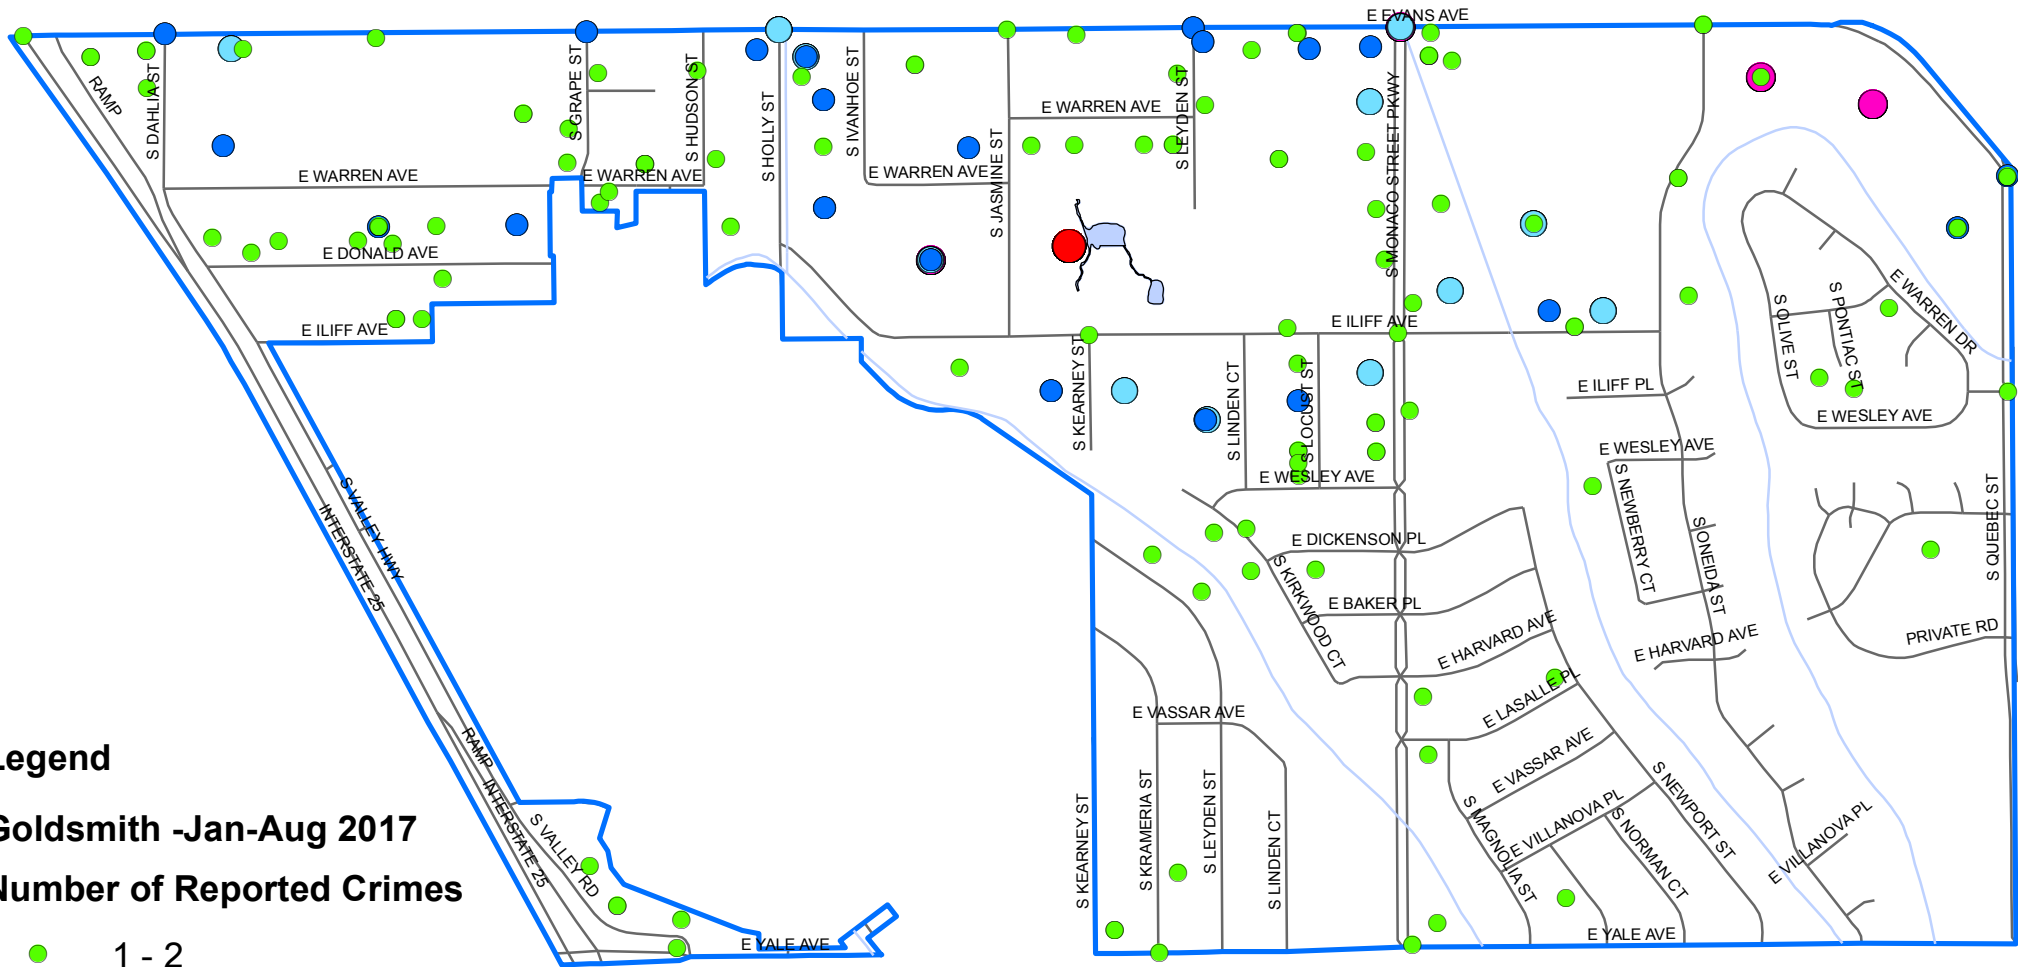 E EVANS AVE
RAMP
S DAHLIA ST
S GRAPE ST
S HUDSON ST
S HOLLY ST
S IVANHOE ST
S JASMINE ST
E WARREN AVE
S LEYDEN ST
S MONACO STREET PKWY
E WARREN AVE
E WARREN AVE
E WARREN AVE
E DONALD AVE
E ILIFF AVE
E ILIFF AVE
S OLIVE ST
S PONTIAC ST
E WARREN DR
S KEARNEY ST
S LINDEN CT
S LOCUST ST
E ILIFF PL
E WESLEY AVE
E WESLEY AVE
E WESLEY AVE
S NEWBERRY CT
S ONEIDA ST
S QUEBEC ST
S VALLEY HWY
INTERSTATE 25
E DICKENSON PL
S KIRKWOOD CT
E BAKER PL
E HARVARD AVE
E HARVARD AVE
PRIVATE RD
E LASALLE PL
E VASSAR AVE
E VASSAR AVE
RAMP
INTERSTATE 25
S VALLEY RD
S KEARNEY ST
S KRAMERIA ST
S LEYDEN ST
S LINDEN CT
S MAGNOLIA ST
E VILLANOVA PL
S NORMAN CT
S NEWPORT ST
E VILLANOVA PL
E YALE AVE
E YALE AVE
Legend
Goldsmith -Jan-Aug 2017
Number of Reported Crimes
1 - 2